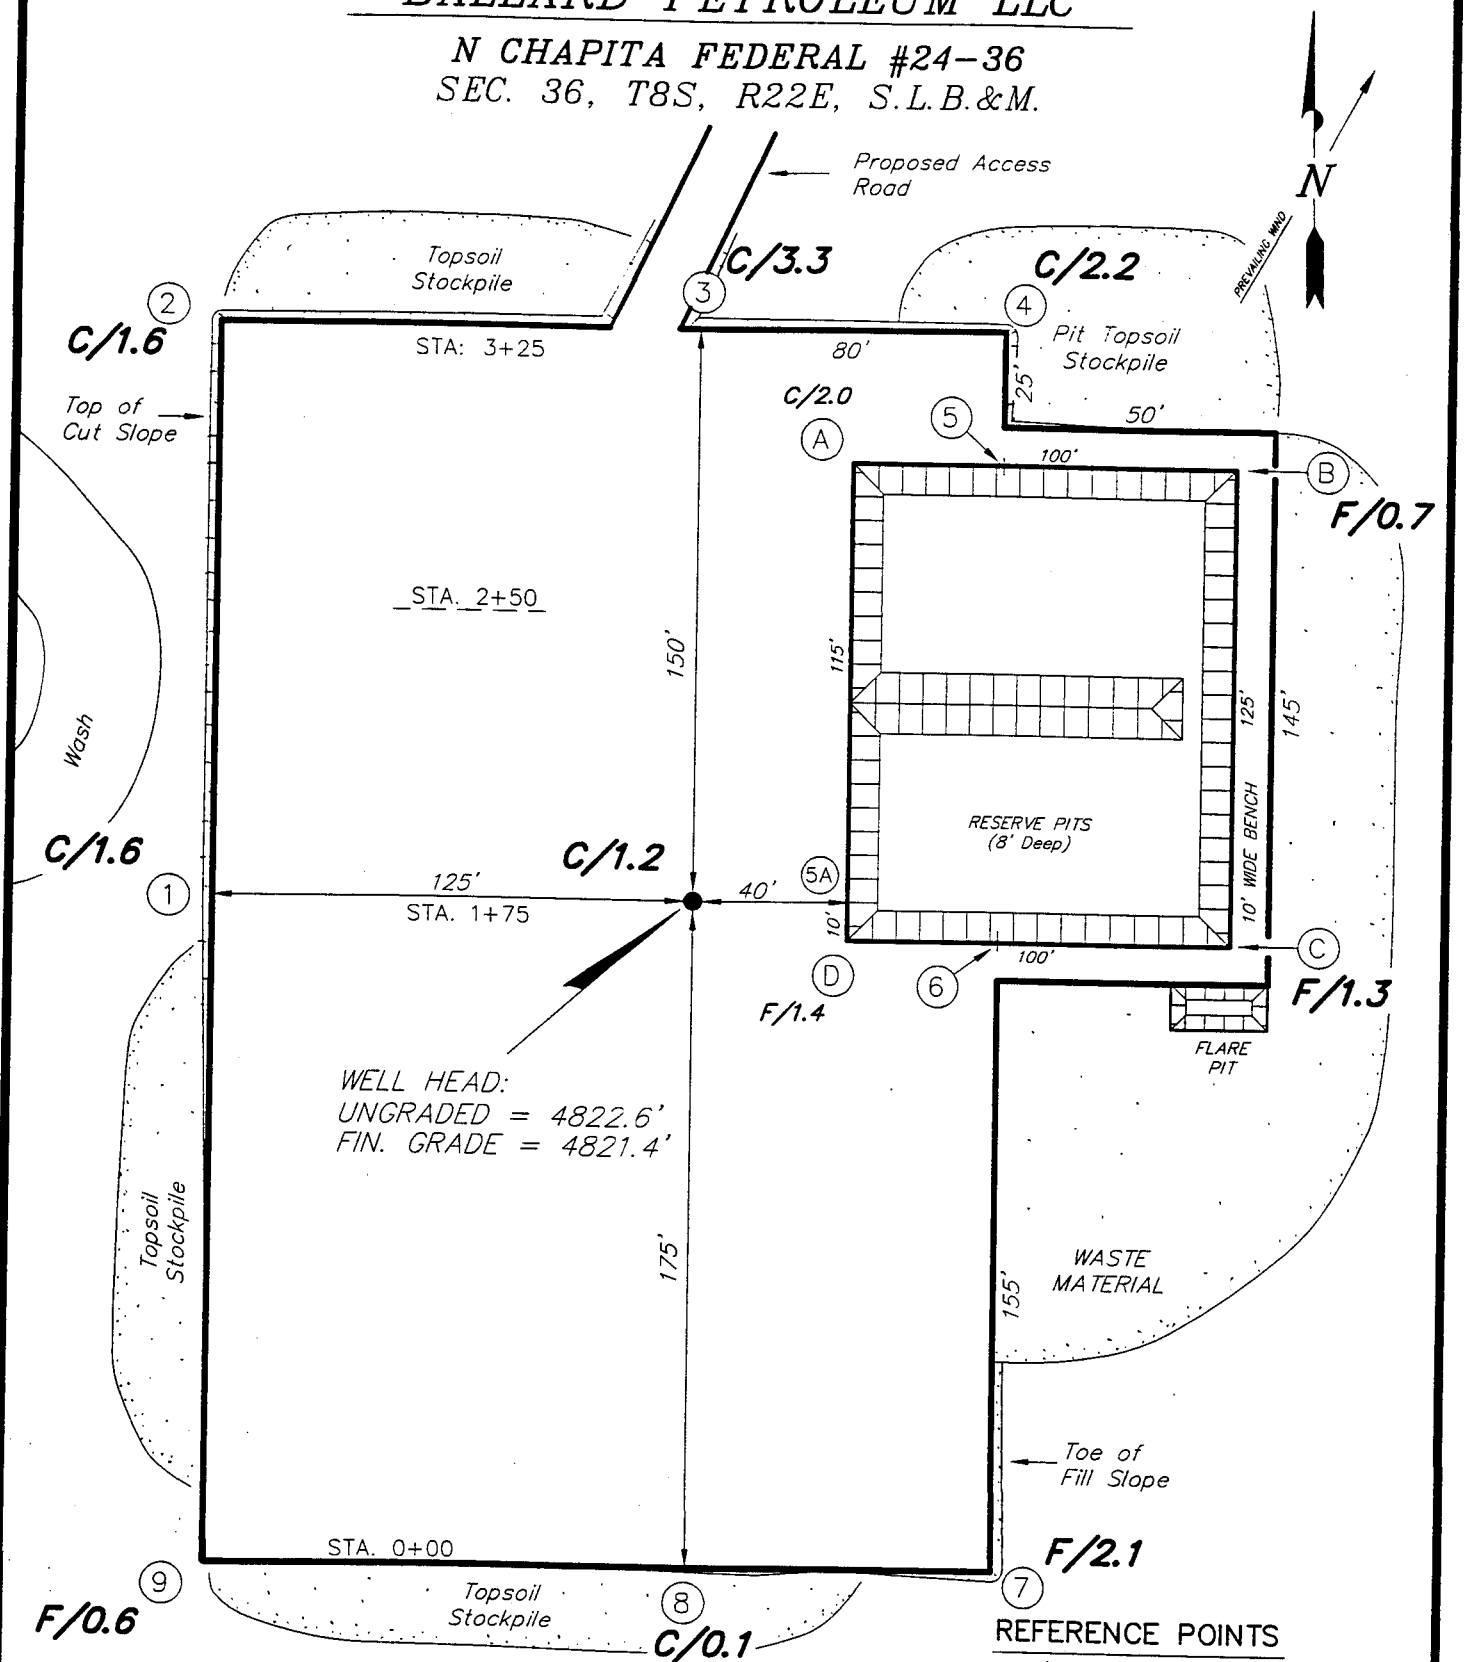 BALLARD PETROLEUM LLC
N CHAPITA FEDERAL #24-36
SEC. 36, T8S, R22E, S.L.B.&M.
Proposed Access
Road
N
PREVAILING WIND
Topsoil
Stockpile
C/3.3
C/2.2
2
3
4
C/1.6
STA: 3+25
80'
25'
Pit Topsoil
Stockpile
Top of
Cut Slope
C/2.0
A
5
50'
100'
B
F/0.7
STA. 2+50
150'
115'
125'
145'
Wash
RESERVE PITS
(8' Deep)
10' WIDE BENCH
C/1.6
C/1.2
1
125'
STA. 1+75
40'
5A
10'
D
F/1.4
6
100'
C
F/1.3
FLARE
PIT
WELL HEAD:
UNGRADED = 4822.6'
FIN. GRADE = 4821.4'
Topsoil
Stockpile
175'
155'
WASTE
MATERIAL
Toe of
Fill Slope
STA. 0+00
9
F/0.6
Topsoil
Stockpile
8
C/0.1
F/2.1
7
REFERENCE POINTS